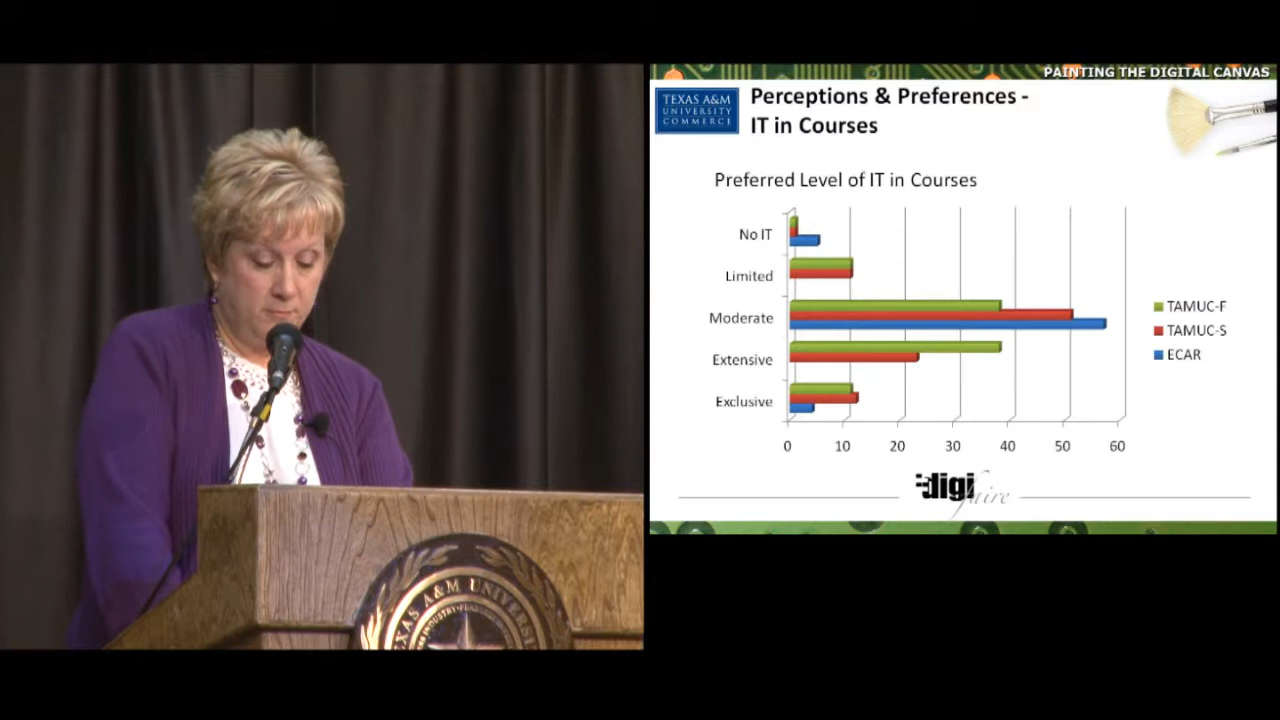 PAINTING THE DIGITAL CANVAS
TEXAS A&M
UNIVERSITY
COMMERCE
Perceptions & Preferences -
IT in Courses
Preferred Level of IT in Courses
No IT
Limited
Moderate
Extensive
Exclusive
0 10 20 30 40 50 60
TAMUC-F
TAMUC-S
ECAR
digi
faire
TEXAS A&M UNIVERSITY